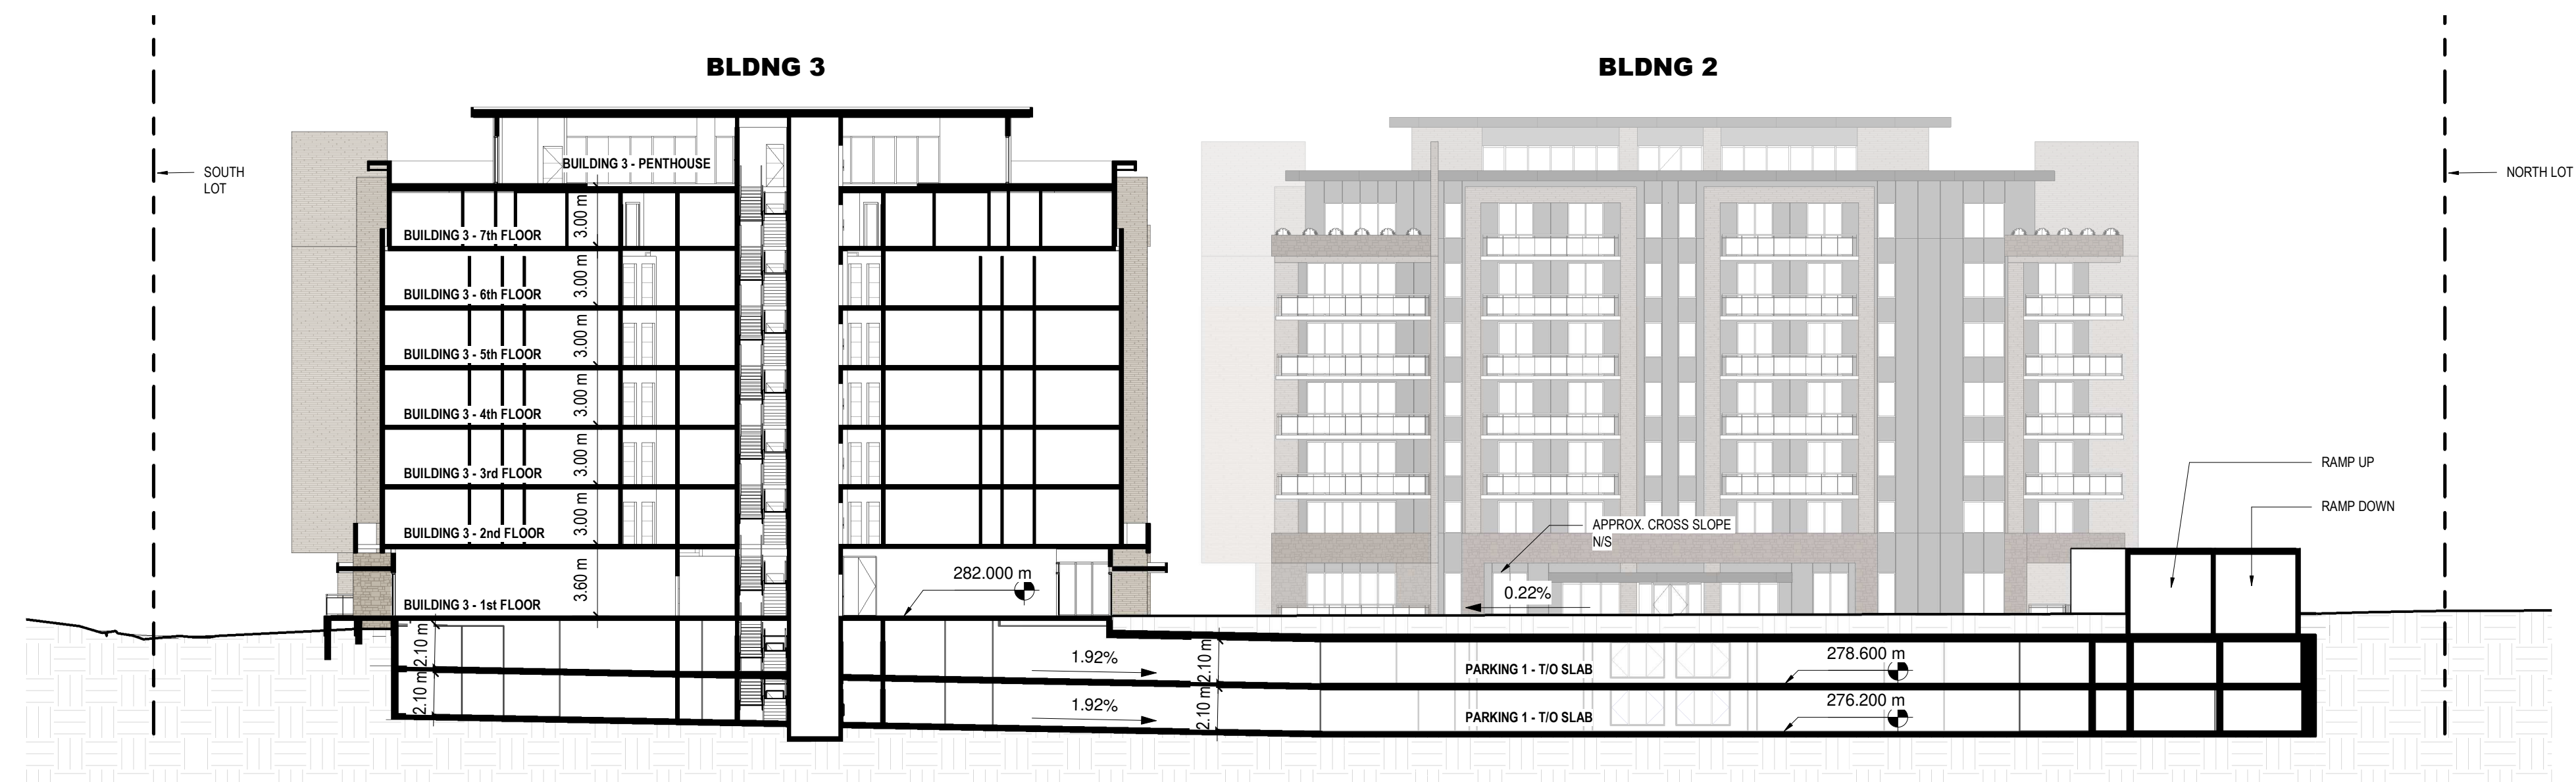 BLDNG 3
BLDNG 2
SOUTH
LOT
NORTH LOT
BUILDING 3 - PENTHOUSE
3.00 m
BUILDING 3 - 7th FLOOR
3.00 m
BUILDING 3 - 6th FLOOR
3.00 m
BUILDING 3 - 5th FLOOR
3.00 m
BUILDING 3 - 4th FLOOR
3.00 m
BUILDING 3 - 3rd FLOOR
3.00 m
BUILDING 3 - 2nd FLOOR
3.60 m
BUILDING 3 - 1st FLOOR
282.000 m
APPROX. CROSS SLOPE
N/S
0.22%
RAMP UP
RAMP DOWN
2.10 m
2.10 m
1.92%
1.92%
2.10 m
2.10 m
PARKING 1 - T/O SLAB
278.600 m
PARKING 1 - T/O SLAB
276.200 m